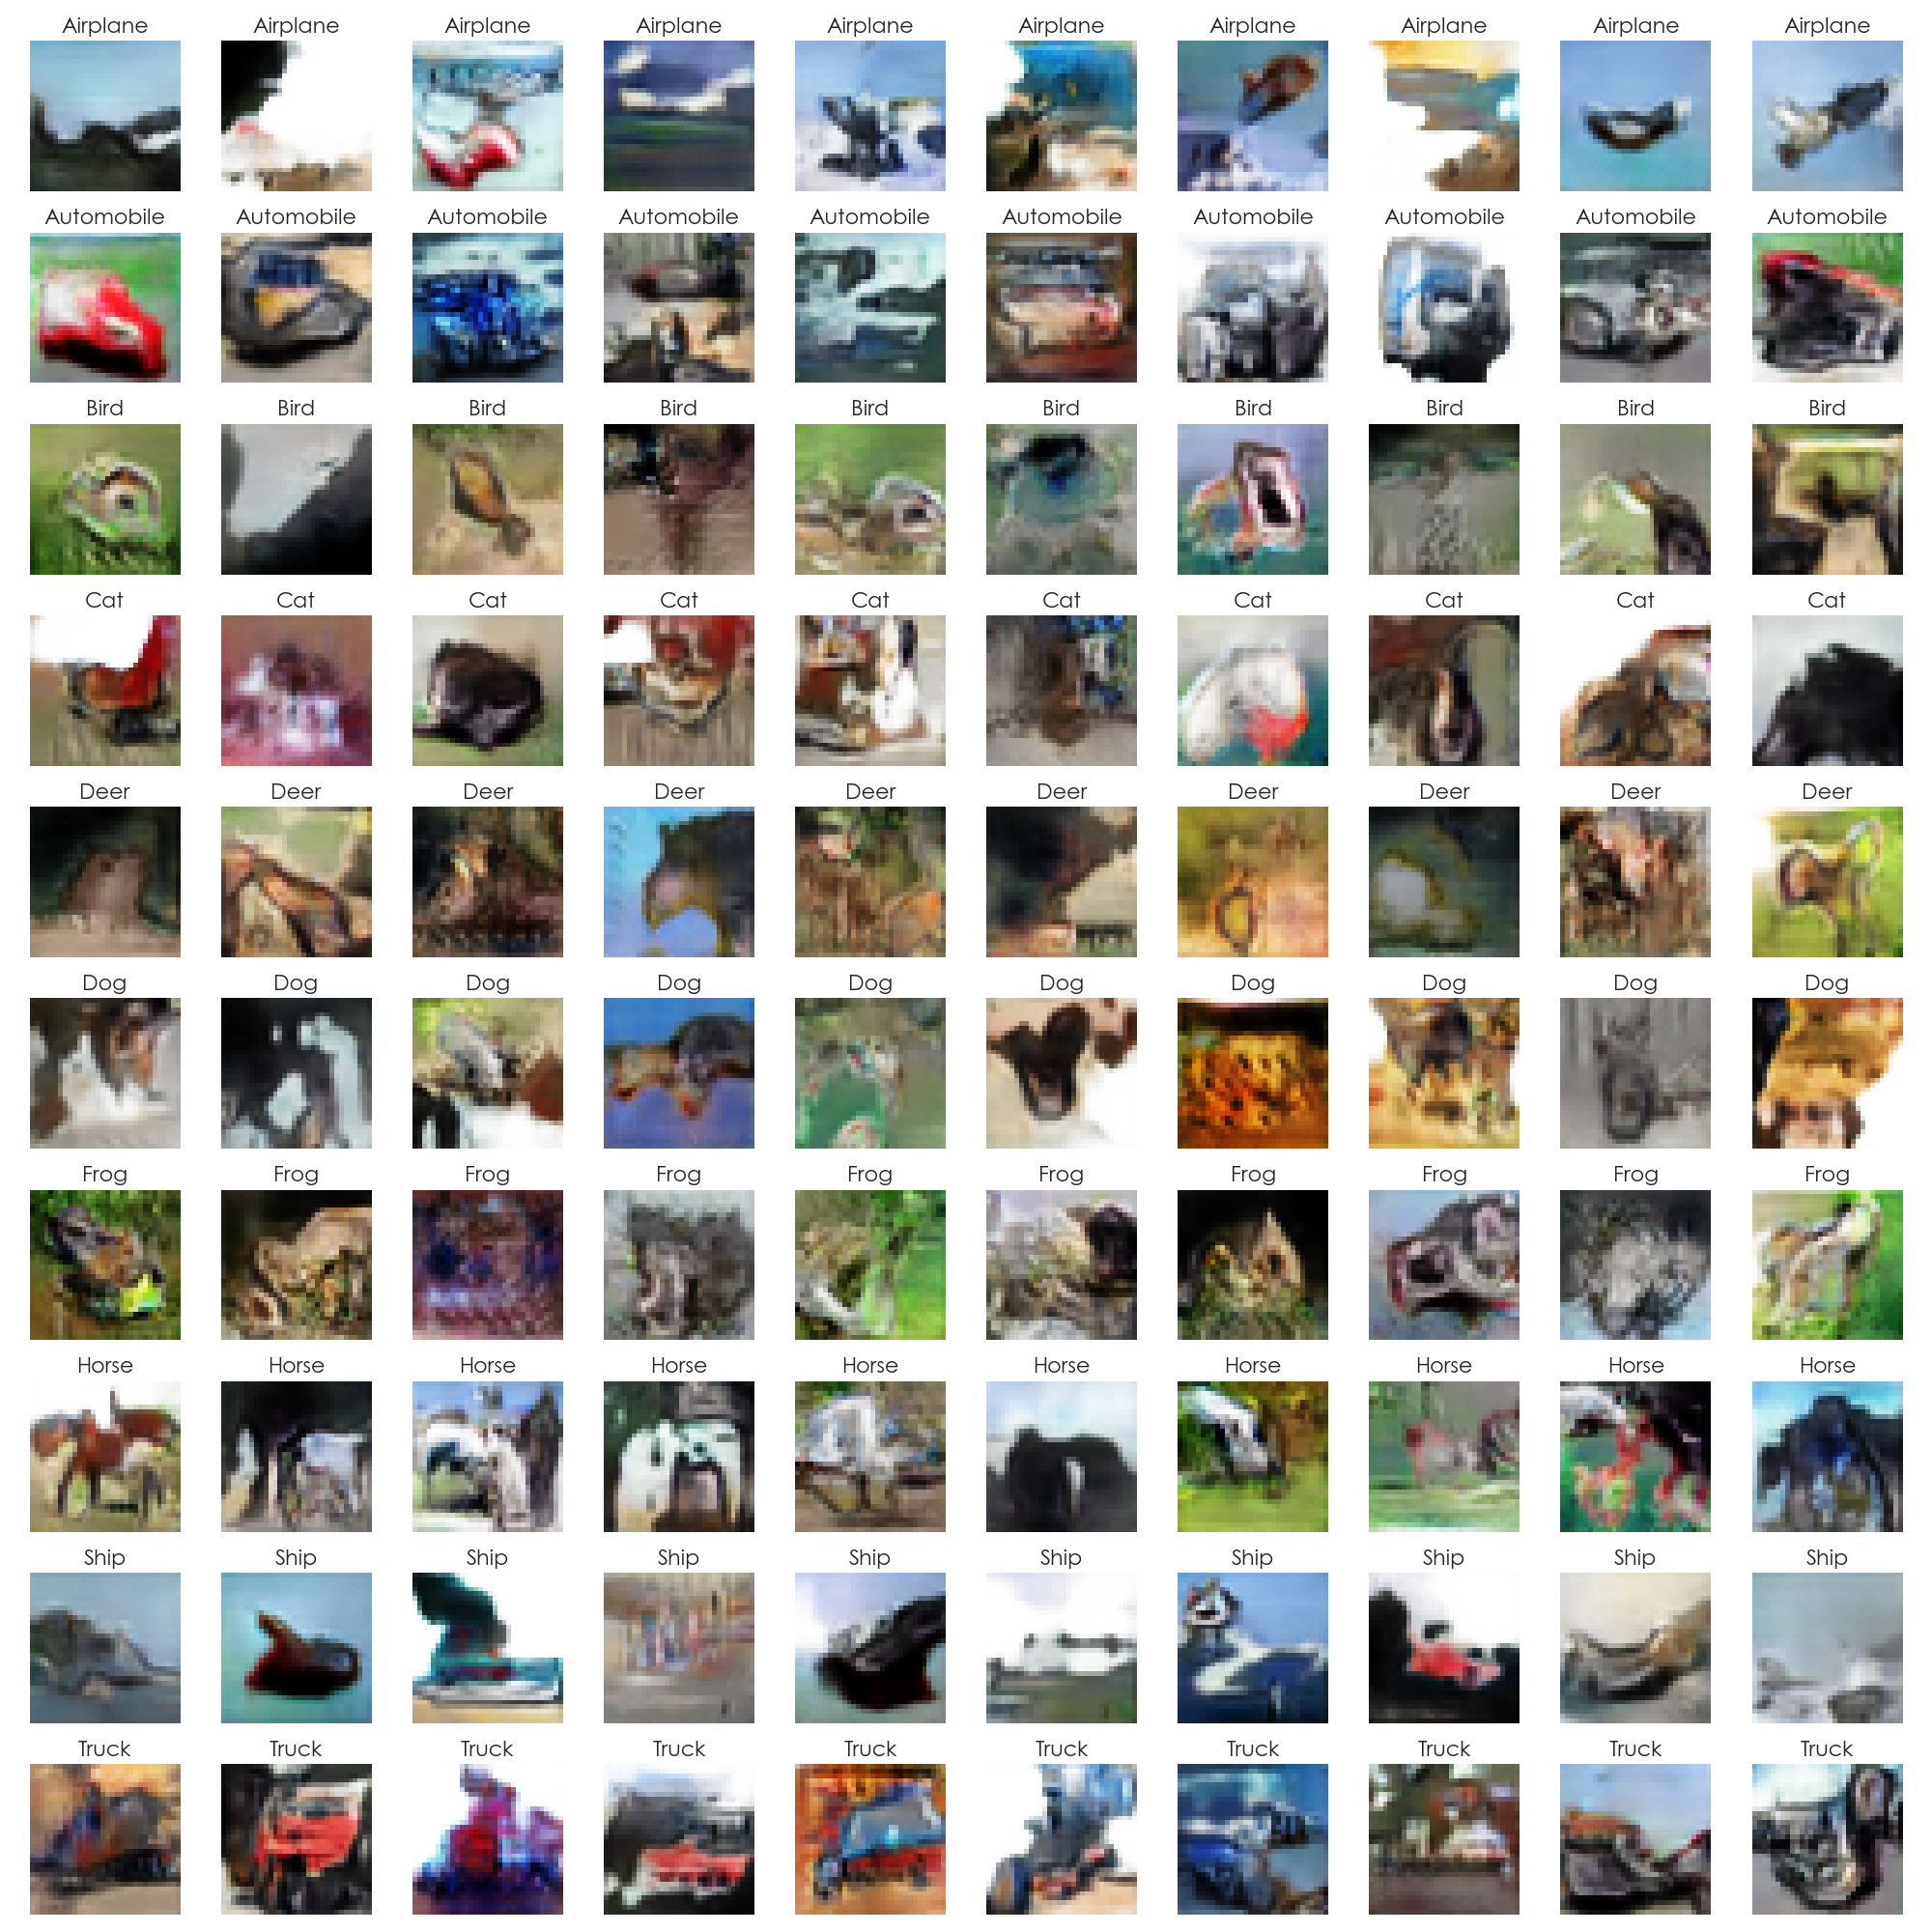 Airplane Airplane Airplane Airplane Airplane Airplane Airplane Airplane Airplane Airplane
Automobile Automobile Automobile Automobile Automobile Automobile Automobile Automobile Automobile Automobile
Bird Bird Bird Bird Bird Bird Bird Bird Bird Bird
Cat Cat Cat Cat Cat Cat Cat Cat Cat Cat
Deer Deer Deer Deer Deer Deer Deer Deer Deer Deer
Dog Dog Dog Dog Dog Dog Dog Dog Dog Dog
Frog Frog Frog Frog Frog Frog Frog Frog Frog Frog
Horse Horse Horse Horse Horse Horse Horse Horse Horse Horse
Ship Ship Ship Ship Ship Ship Ship Ship Ship Ship
Truck Truck Truck Truck Truck Truck Truck Truck Truck Truck